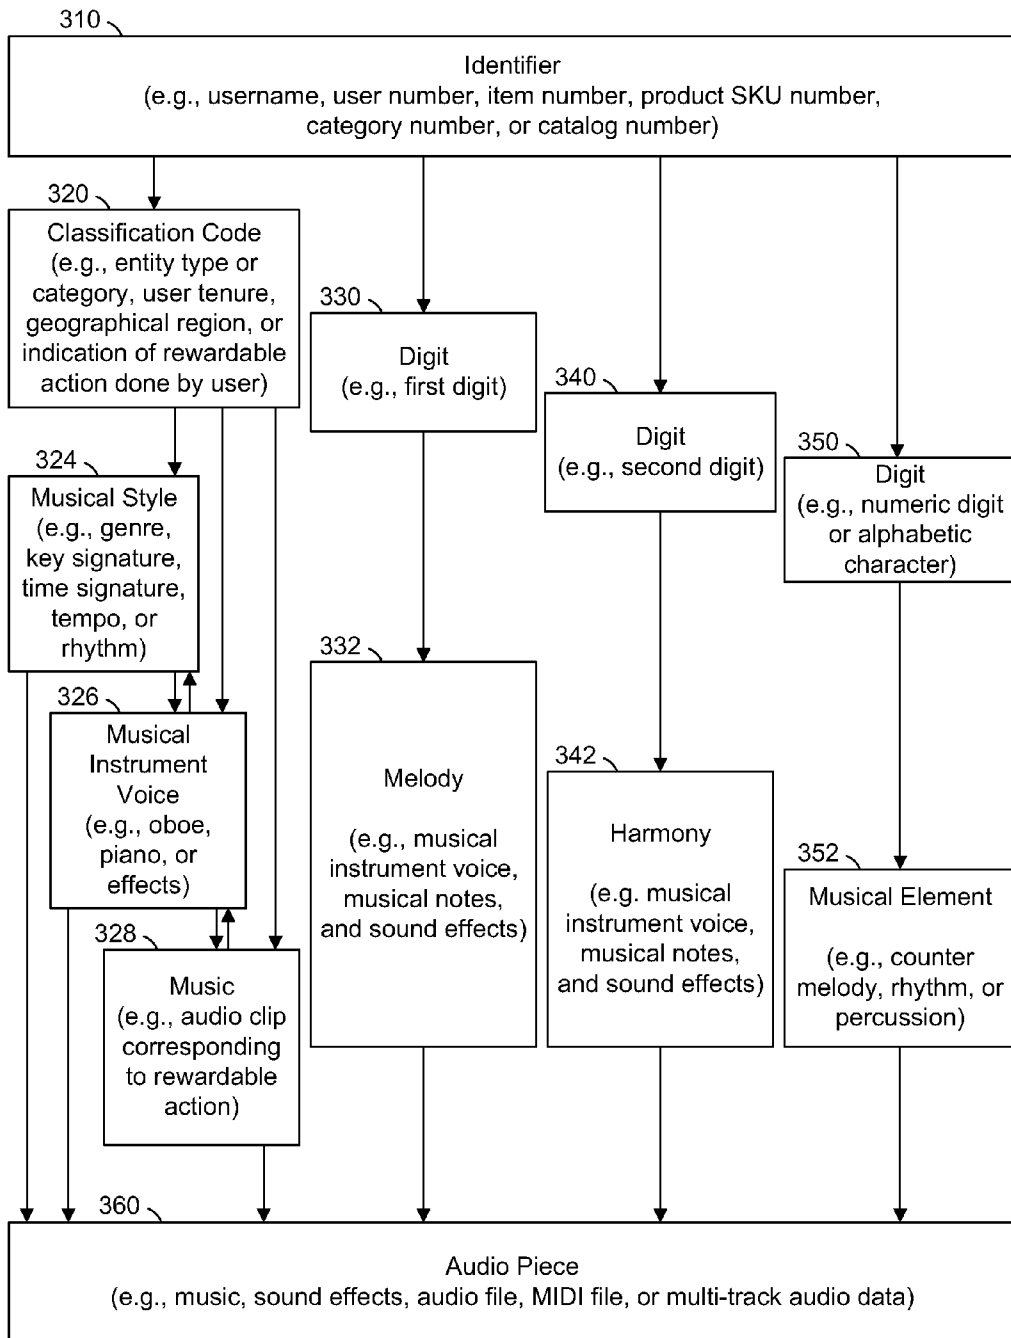 310
Identifier
(e.g., username, user number, item number, product SKU number,
category number, or catalog number)
320
Classification Code
(e.g., entity type or
category, user tenure,
geographical region, or
indication of rewardable
action done by user)
330
Digit
(e.g., first digit)
340
Digit
(e.g., second digit)
350
Digit
(e.g., numeric digit
or alphabetic
character)
324
Musical Style
(e.g., genre,
key signature,
time signature,
tempo, or
rhythm)
326
Musical
Instrument
Voice
(e.g., oboe,
piano, or
effects)
328
Music
(e.g., audio clip
corresponding
to rewardable
action)
332
Melody
(e.g., musical
instrument voice,
musical notes,
and sound effects)
342
Harmony
(e.g. musical
instrument voice,
musical notes,
and sound effects)
352
Musical Element
(e.g., counter
melody, rhythm, or
percussion)
360
Audio Piece
(e.g., music, sound effects, audio file, MIDI file, or multi-track audio data)